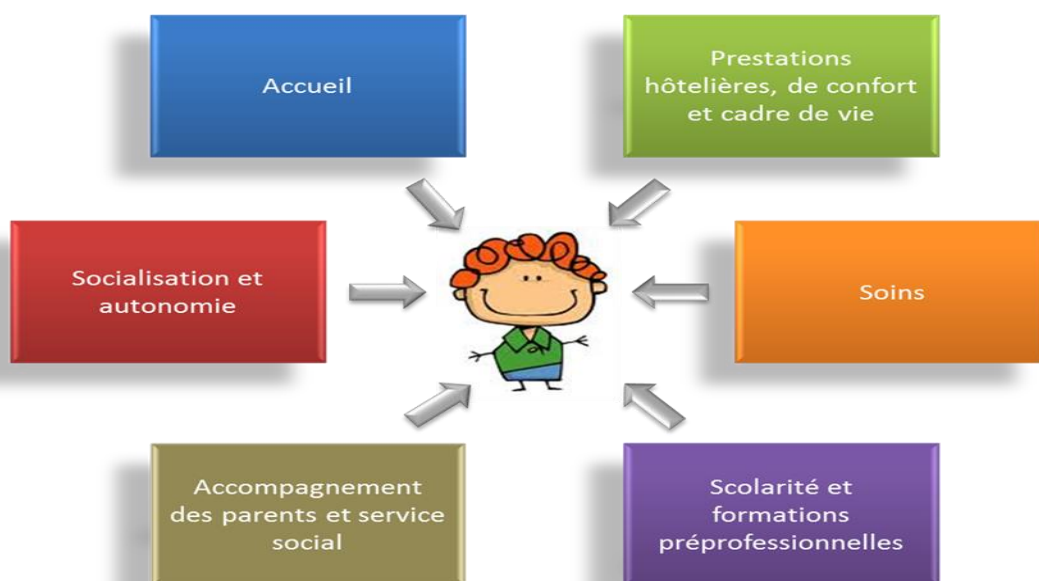 Accueil
Prestations
hôtelières, de confort
et cadre de vie
Socialisation et
autonomie
Soins
Accompagnement
des parents et service
social
Scolarité et
formations
préprofessionnelles